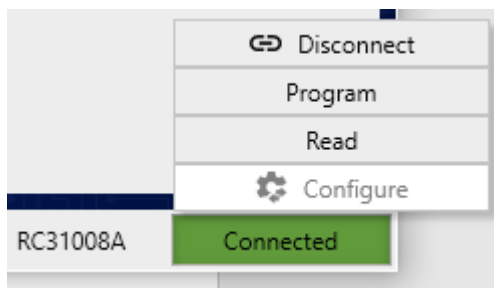 Disconnect
Program
Read
Configure
RC31008A Connected